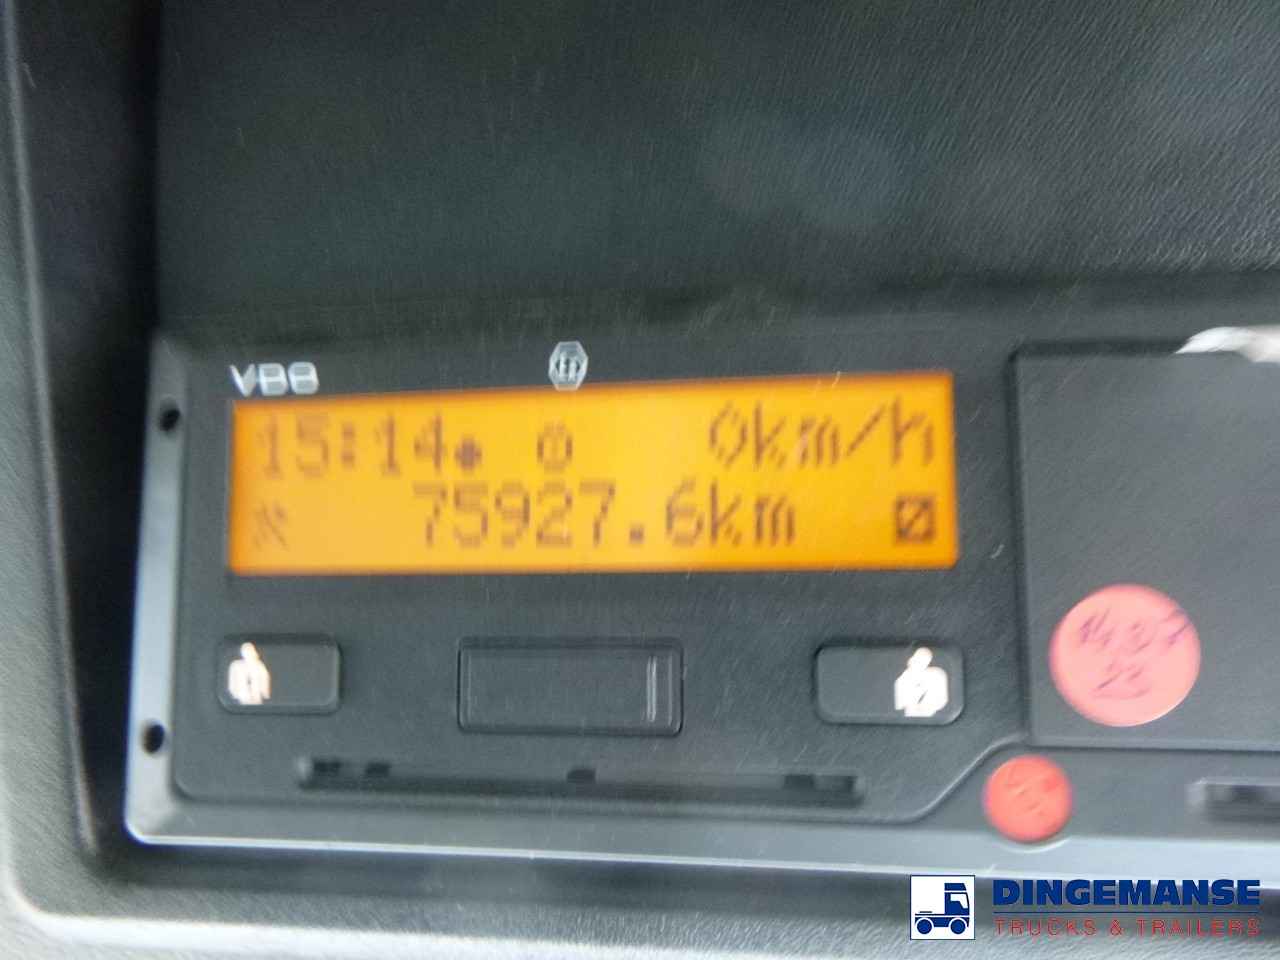 VDO
15:14 0km/h
75927.6km
DINGEMANSE
TRUCKS & TRAILERS